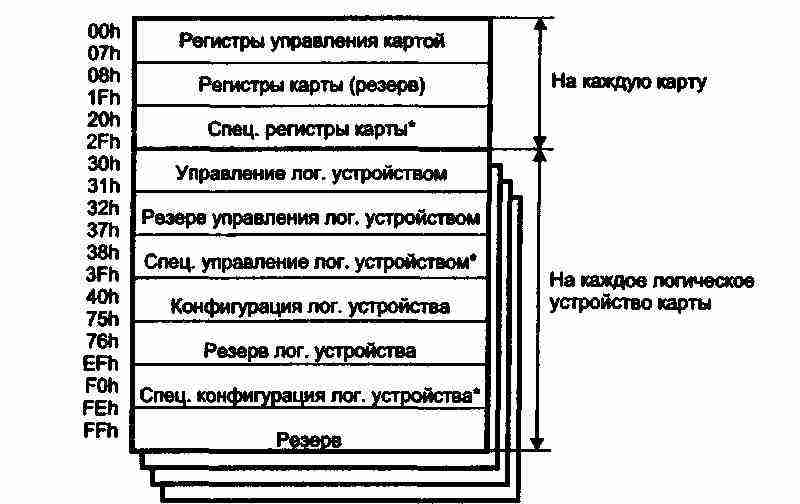 00h
Регистры управления картой
07h
08h
Регистры карты (резерв)
1Fh
20h
Спец. регистры карты*
2Fh
На каждую карту
30h
Управление лог. устройством
31h
32h
Резерв управления лог. устройством
37h
38h
Спец. управление лог. устройством*
3Fh
40h
Конфигурация лог. устройства
75h
76h
Резерв лог. устройства
EFh
F0h
Спец. конфигурация лог. устройства*
FEh
FFh
Резерв
На каждое логическое
устройство карты